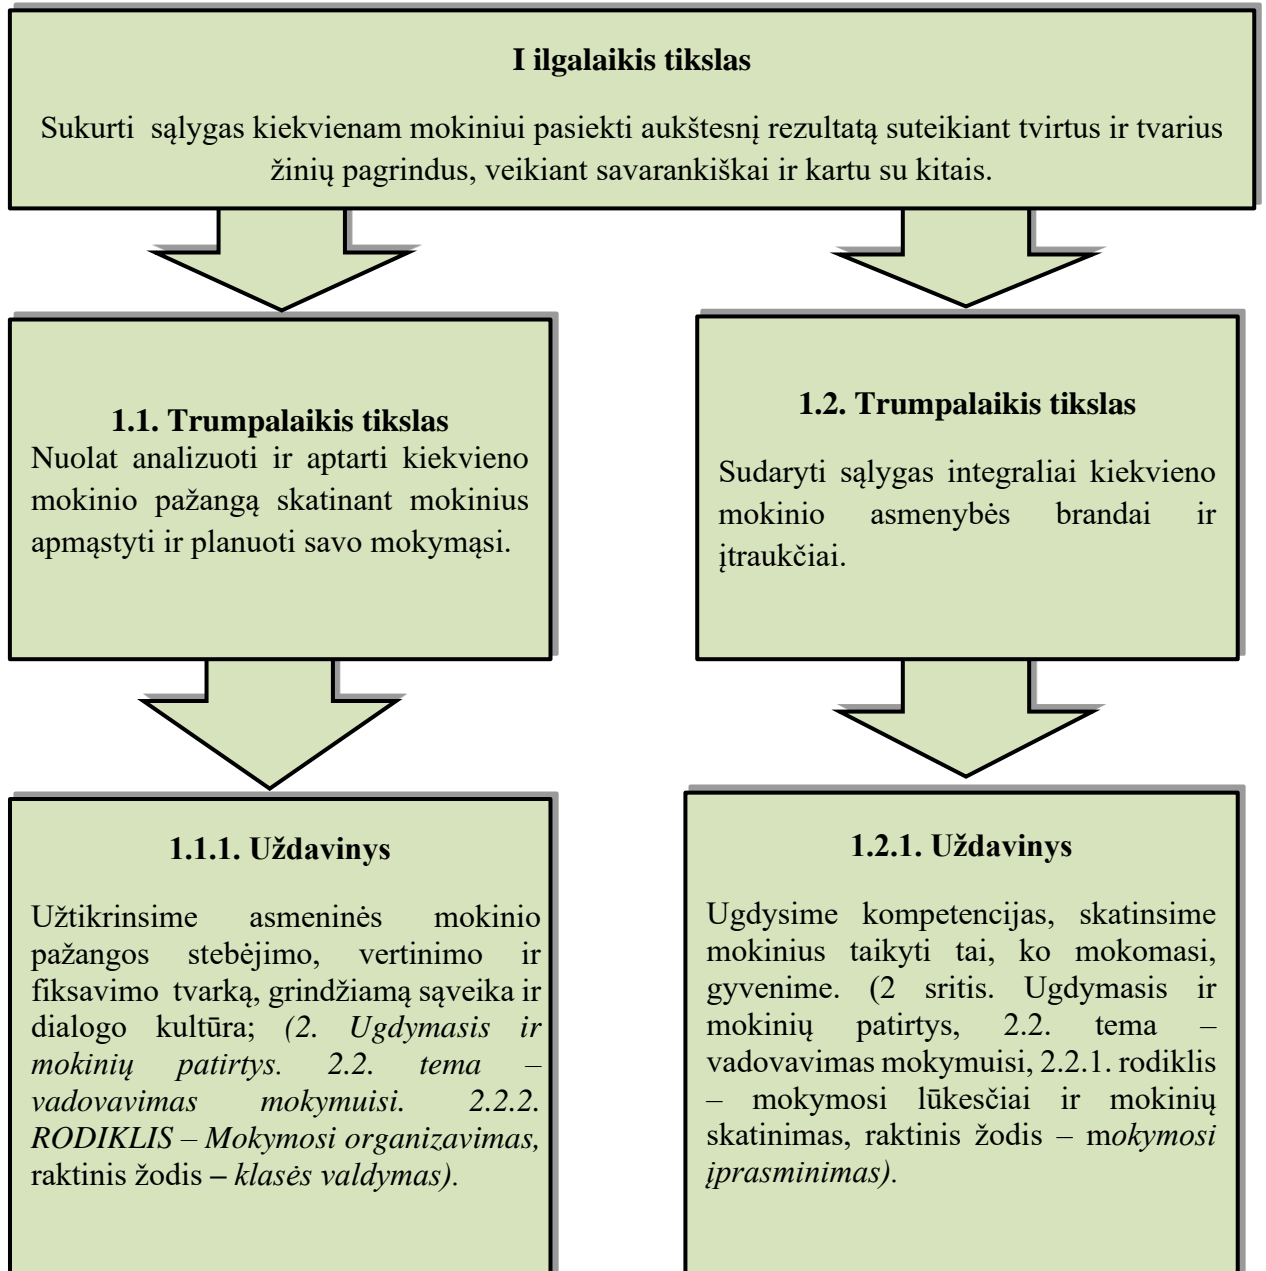 I ilgalaikis tikslas
Sukurti sąlygas kiekvienam mokiniui pasiekti aukštesnį rezultatą suteikiant tvirtus ir tvarius
žinių pagrindus, veikiant savarankiškai ir kartu su kitais.
1.1. Trumpalaikis tikslas
Nuolat analizuoti ir aptarti kiekvieno
mokinio pažangą skatinant mokinius
apmąstyti ir planuoti savo mokymąsi.
1.2. Trumpalaikis tikslas
Sudaryti sąlygas integraliai kiekvieno
mokinio asmenybės brandai ir
įtraukčiai.
1.1.1. Uždavinys
Užtikrinsime asmeninės mokinio
pažangos stebėjimo, vertinimo ir
fiksavimo tvarką, grindžiamą sąveika ir
dialogo kultūra; (2. Ugdymasis ir
mokinių patirtys. 2.2. tema –
vadovavimas mokymuisi. 2.2.2.
RODIKLIS – Mokymosi organizavimas,
raktinis žodis – klasės valdymas).
1.2.1. Uždavinys
Ugdysime kompetencijas, skatinsime
mokinius taikyti tai, ko mokomasi,
gyvenime. (2 sritis. Ugdymasis ir
mokinių patirtys, 2.2. tema –
vadovavimas mokymuisi, 2.2.1. rodiklis
– mokymosi lūkesčiai ir mokinių
skatinimas, raktinis žodis – mokymosi
įprasminimas).